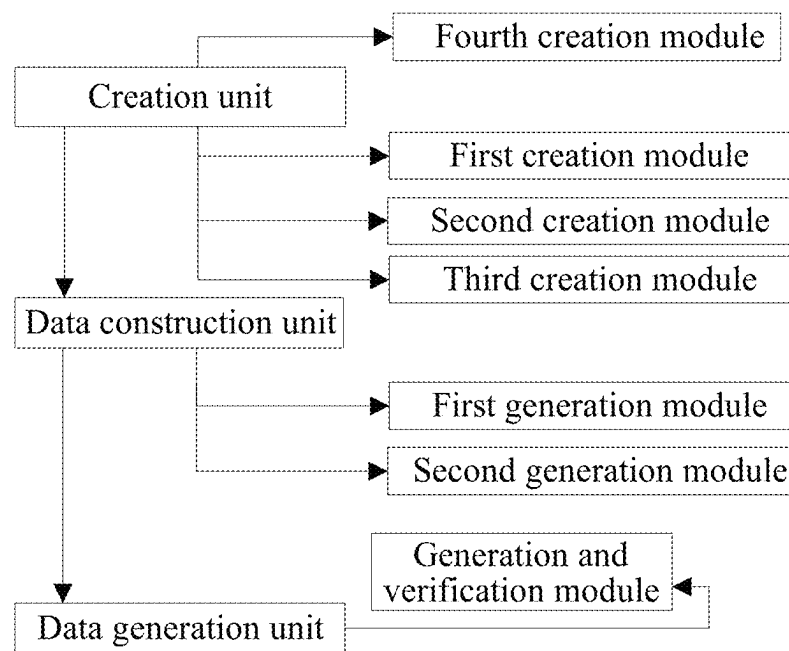 Fourth creation module
Creation unit
First creation module
Second creation module
Third creation module
Data construction unit
First generation module
Second generation module
Generation and
verification module
Data generation unit